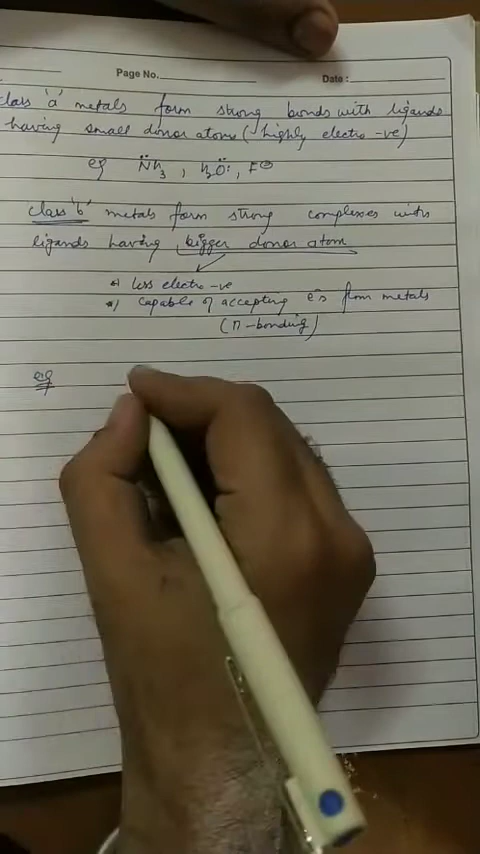 Page No. Date :
class 'a' metals form strong bonds with ligands
having small donor atoms (highly electro -ve)
eg N̈H₃ , H₂Ö: , F⊖
class 'b' metals form strong complexes with
ligands having bigger donor atom
*) less electro -ve
*) capable of accepting e⁻s from metals
(π-bonding)
eg